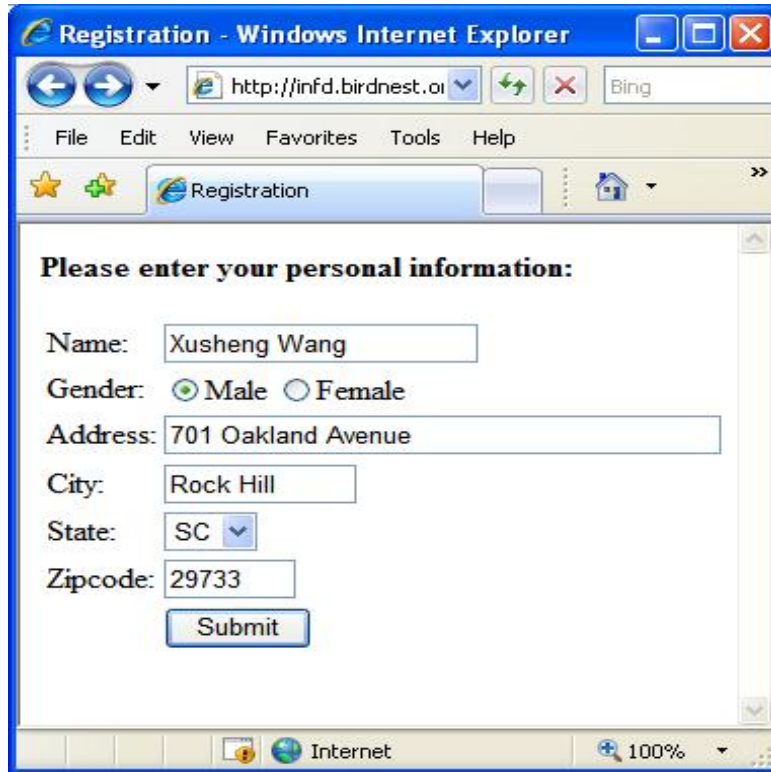 Registration - Windows Internet Explorer
http://infd.birdnest.or Bing
File Edit View Favorites Tools Help
Registration »
Please enter your personal information:
Name: Xusheng Wang
Gender: Male Female
Address: 701 Oakland Avenue
City: Rock Hill
State: SC
Zipcode: 29733
Submit
Internet 100%